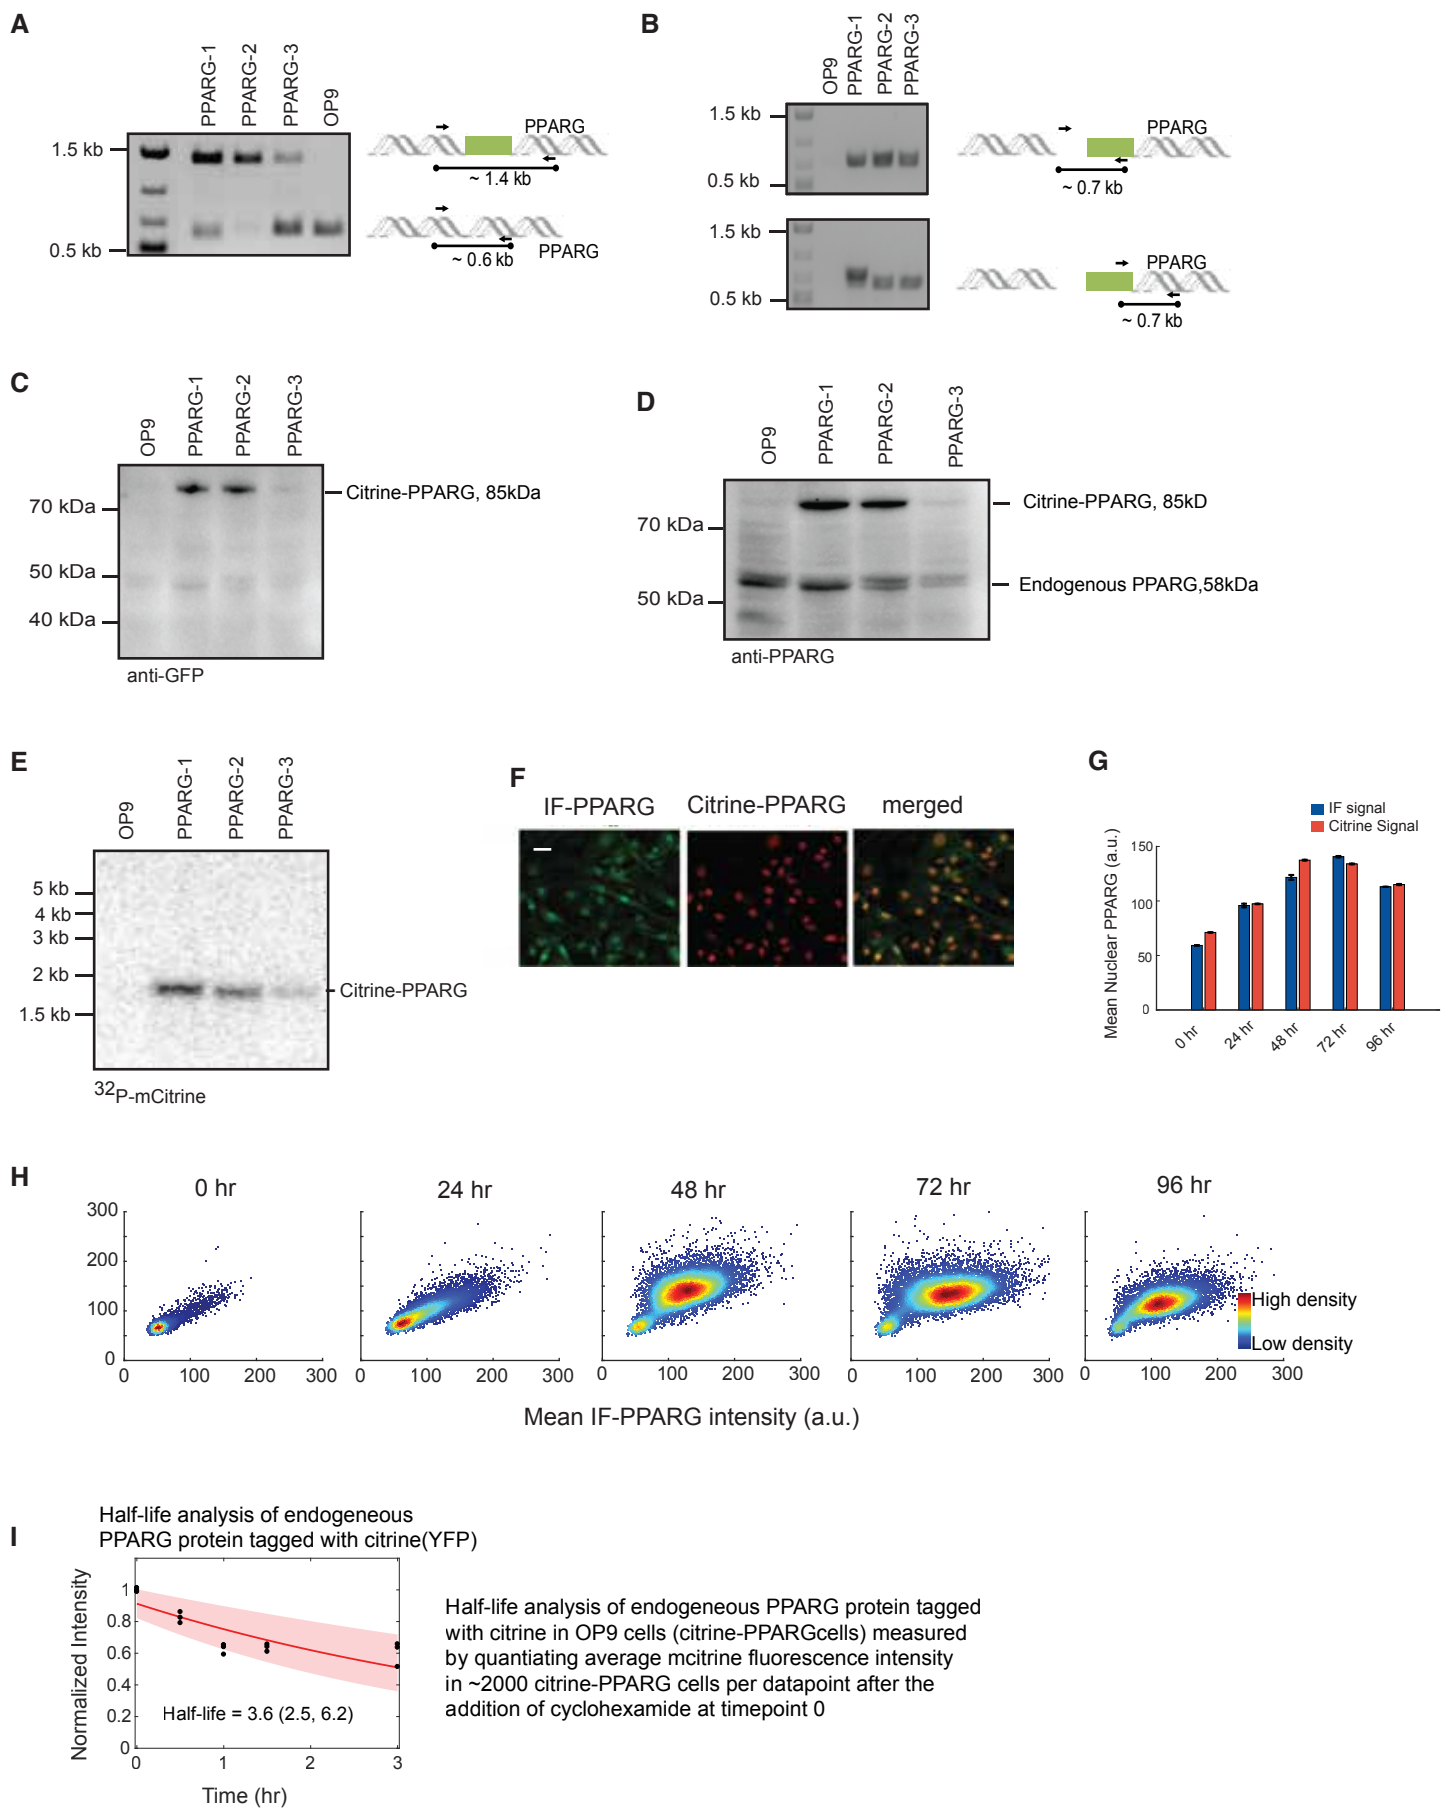 A
PPARG-1
PPARG-2
PPARG-3
OP9
1.5 kb
0.5 kb
PPARG
~ 1.4 kb
~ 0.6 kb
PPARG
B
OP9
PPARG-1
PPARG-2
PPARG-3
1.5 kb
0.5 kb
PPARG
~ 0.7 kb
1.5 kb
0.5 kb
PPARG
~ 0.7 kb
C
OP9
PPARG-1
PPARG-2
PPARG-3
70 kDa
50 kDa
40 kDa
Citrine-PPARG, 85kDa
anti-GFP
D
OP9
PPARG-1
PPARG-2
PPARG-3
70 kDa
50 kDa
Citrine-PPARG, 85kD
Endogenous PPARG,58kDa
anti-PPARG
E
OP9
PPARG-1
PPARG-2
PPARG-3
5 kb
4 kb
3 kb
2 kb
1.5 kb
Citrine-PPARG
32P-mCitrine
F
IF-PPARG
Citrine-PPARG
merged
G
IF signal
Citrine Signal
Mean Nuclear PPARG (a.u.)
150
100
50
0
0 hr
24 hr
48 hr
72 hr
96 hr
H
0 hr
24 hr
48 hr
72 hr
96 hr
300
200
100
0
0 100 200 300
0 100 200 300
0 100 200 300
0 100 200 300
0 100 200 300
High density
Low density
Mean IF-PPARG intensity (a.u.)
I
Half-life analysis of endogeneous
PPARG protein tagged with citrine(YFP)
Normalized Intensity
1
0.8
0.6
0.4
0.2
0
Half-life = 3.6 (2.5, 6.2)
0 1 2 3
Time (hr)
Half-life analysis of endogeneous PPARG protein tagged
with citrine in OP9 cells (citrine-PPARGcells) measured
by quantiating average mcitrine fluorescence intensity
in ~2000 citrine-PPARG cells per datapoint after the
addition of cyclohexamide at timepoint 0